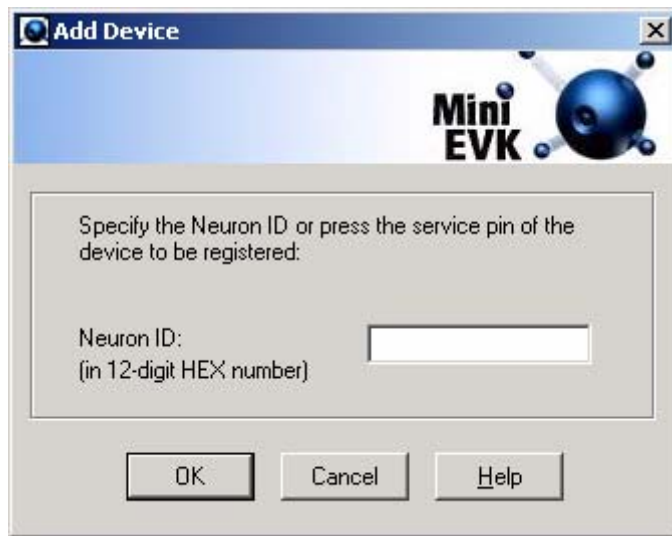 Add Device
Mini
EVK
Specify the Neuron ID or press the service pin of the
device to be registered:
Neuron ID:
(in 12-digit HEX number)
OK
Cancel
Help